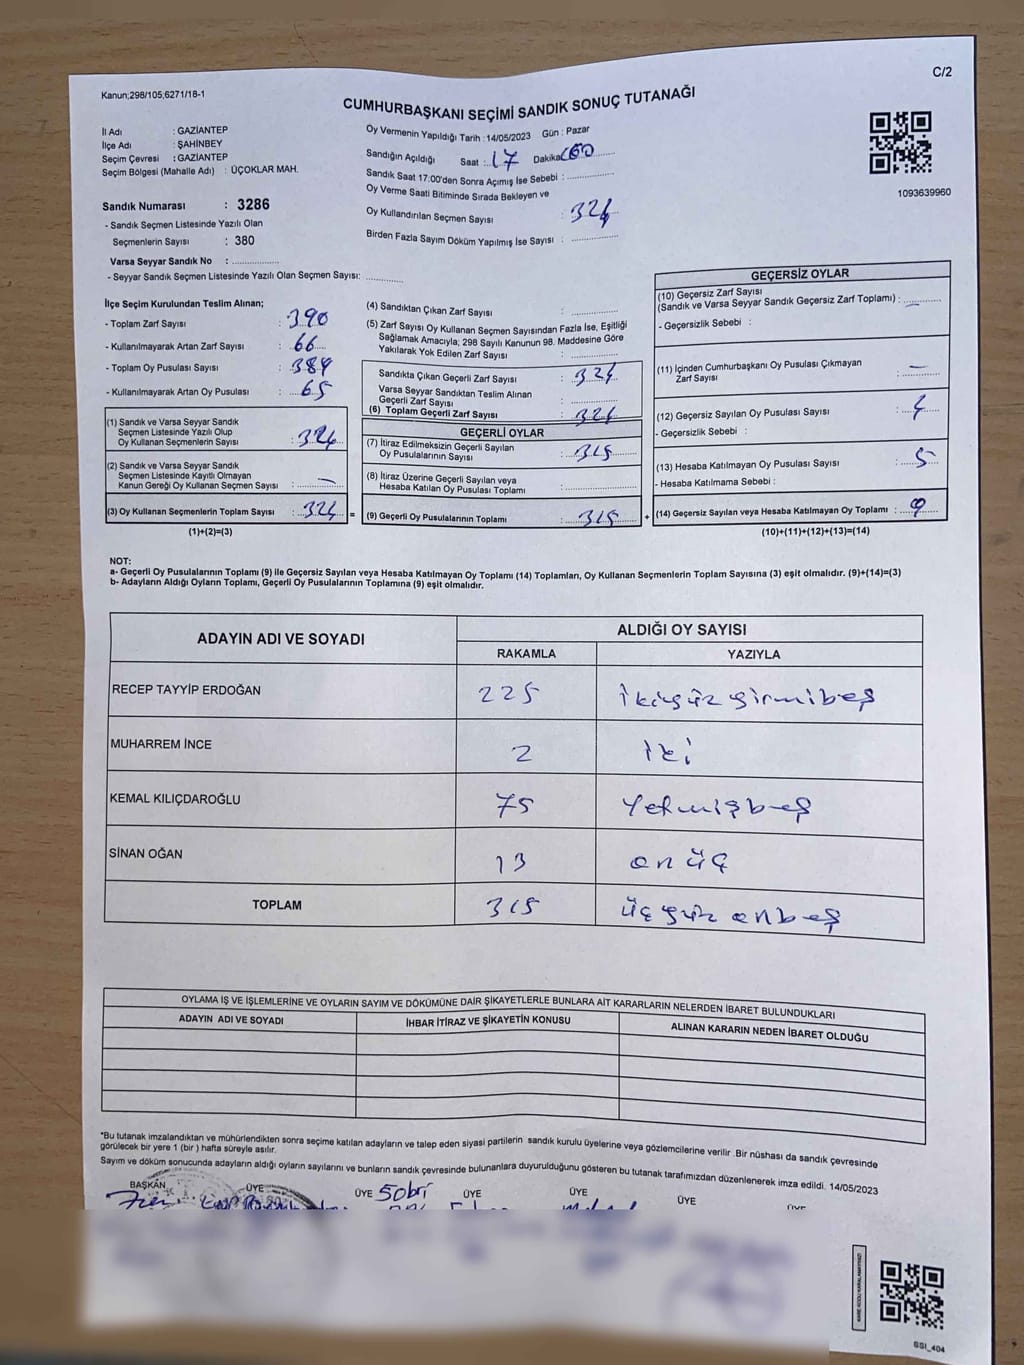 C/2
Kanun;298/105;6271/18-1
CUMHURBAŞKANI SEÇİMİ SANDIK SONUÇ TUTANAĞI
İl Adı : GAZİANTEP
İlçe Adı : ŞAHİNBEY
Seçim Çevresi : GAZİANTEP
Seçim Bölgesi (Mahalle Adı) : ÜÇOKLAR MAH.
Sandık Numarası : 3286
- Sandık Seçmen Listesinde Yazılı Olan
Seçmenlerin Sayısı : 380
Varsa Seyyar Sandık No : ................
- Seyyar Sandık Seçmen Listesinde Yazılı Olan Seçmen Sayısı: ............
Oy Vermenin Yapıldığı Tarih : 14/05/2023 Gün : Pazar
Sandığın Açıldığı Saat : 17 Dakika
Sandık Saat 17:00'den Sonra Açımış İse Sebebi : ................
Oy Verme Saati Bitiminde Sırada Bekleyen ve
Oy Kullandırılan Seçmen Sayısı : 324
Birden Fazla Sayım Döküm Yapılmış İse Sayısı : ................
1093639960
İlçe Seçim Kurulundan Teslim Alınan;
- Toplam Zarf Sayısı : 390
- Kullanılmayarak Artan Zarf Sayısı : 66
- Toplam Oy Pusulası Sayısı : 389
- Kullanılmayarak Artan Oy Pusulası : 65
(1) Sandık ve Varsa Seyyar Sandık
Seçmen Listesinde Yazılı Olup
Oy Kullanan Seçmenlerin Sayısı : 324
(2) Sandık ve Varsa Seyyar Sandık
Seçmen Listesinde Kayıtlı Olmayan
Kanun Gereği Oy Kullanan Seçmen Sayısı : –
(3) Oy Kullanan Seçmenlerin Toplam Sayısı : 324 =
(1)+(2)=(3)
(4) Sandıktan Çıkan Zarf Sayısı : ............
(5) Zarf Sayısı Oy Kullanan Seçmen Sayısından Fazla İse, Eşitliği
Sağlamak Amacıyla; 298 Sayılı Kanunun 98. Maddesine Göre
Yakılarak Yok Edilen Zarf Sayısı : ............
Sandıkta Çıkan Geçerli Zarf Sayısı : 324
Varsa Seyyar Sandıktan Teslim Alınan
Geçerli Zarf Sayısı : ............
(6) Toplam Geçerli Zarf Sayısı : 324
GEÇERLİ OYLAR
(7) İtiraz Edilmeksizin Geçerli Sayılan
Oy Pusulalarının Sayısı : 315
(8) İtiraz Üzerine Geçerli Sayılan veya
Hesaba Katılan Oy Pusulası Toplamı : ............
(9) Geçerli Oy Pusulalarının Toplamı : 315 +
GEÇERSİZ OYLAR
(10) Geçersiz Zarf Sayısı
(Sandık ve Varsa Seyyar Sandık Geçersiz Zarf Toplamı) : –
- Geçersizlik Sebebi :
(11) İçinden Cumhurbaşkanı Oy Pusulası Çıkmayan
Zarf Sayısı : –
(12) Geçersiz Sayılan Oy Pusulası Sayısı : 4
- Geçersizlik Sebebi :
(13) Hesaba Katılmayan Oy Pusulası Sayısı : 5
- Hesaba Katılmama Sebebi :
(14) Geçersiz Sayılan veya Hesaba Katılmayan Oy Toplamı : 9
(10)+(11)+(12)+(13)=(14)
NOT:
a- Geçerli Oy Pusulalarının Toplamı (9) ile Geçersiz Sayılan veya Hesaba Katılmayan Oy Toplamı (14) Toplamları, Oy Kullanan Seçmenlerin Toplam Sayısına (3) eşit olmalıdır. (9)+(14)=(3)
b- Adayların Aldığı Oyların Toplamı, Geçerli Oy Pusulalarının Toplamına (9) eşit olmalıdır.
ADAYIN ADI VE SOYADI ALDIĞI OY SAYISI
RAKAMLA YAZIYLA
RECEP TAYYİP ERDOĞAN 225 ikiyüzyirmibeş
MUHARREM İNCE 2 iki
KEMAL KILIÇDAROĞLU 75 Yetmişbeş
SİNAN OĞAN 13 onüç
TOPLAM 315 üçyüz onbeş
OYLAMA İŞ VE İŞLEMLERİNE VE OYLARIN SAYIM VE DÖKÜMÜNE DAİR ŞİKAYETLERLE BUNLARA AİT KARARLARIN NELERDEN İBARET BULUNDUKLARI
ADAYIN ADI VE SOYADI İHBAR İTİRAZ VE ŞİKAYETİN KONUSU ALINAN KARARIN NEDEN İBARET OLDUĞU
*Bu tutanak imzalandıktan ve mühürlendikten sonra seçime katılan adayların ve talep eden siyasi partilerin sandık kurulu üyelerine veya gözlemcilerine verilir .Bir nüshası da sandık çevresinde
görülecek bir yere 1 (bir ) hafta süreyle asılır.
Sayım ve döküm sonucunda adayların aldığı oyların sayılarını ve bunların sandık çevresinde bulunanlara duyurulduğunu gösteren bu tutanak tarafımızdan düzenlenerek imza edildi. 14/05/2023
BAŞKAN ÜYE ÜYE Sobri ÜYE ÜYE ÜYE ÜYE
GSI_404